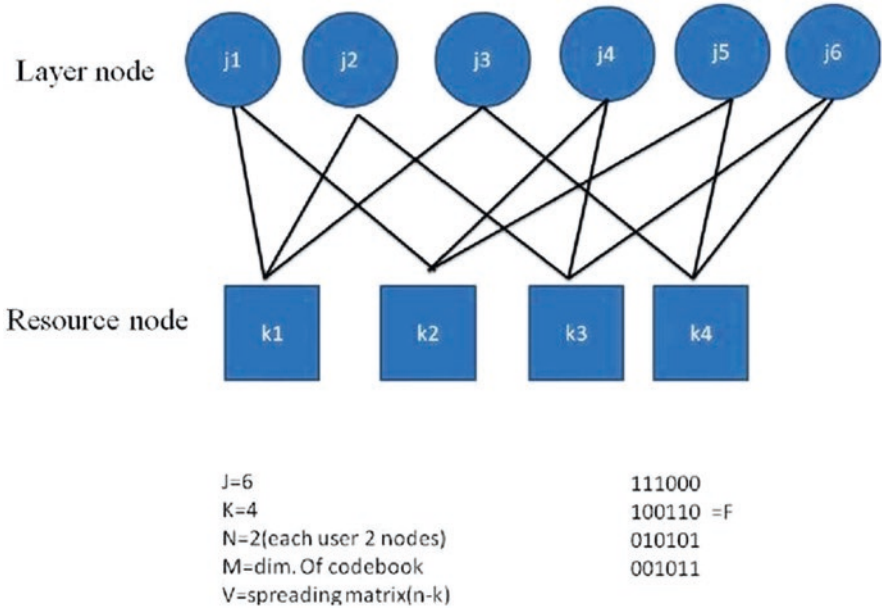 j1 j2 j3 j4 j5 j6
Layer node
Resource node
k1 k2 k3 k4
J=6
K=4
N=2(each user 2 nodes)
M=dim. Of codebook
V=spreading matrix(n-k)
111000
100110 =F
010101
001011